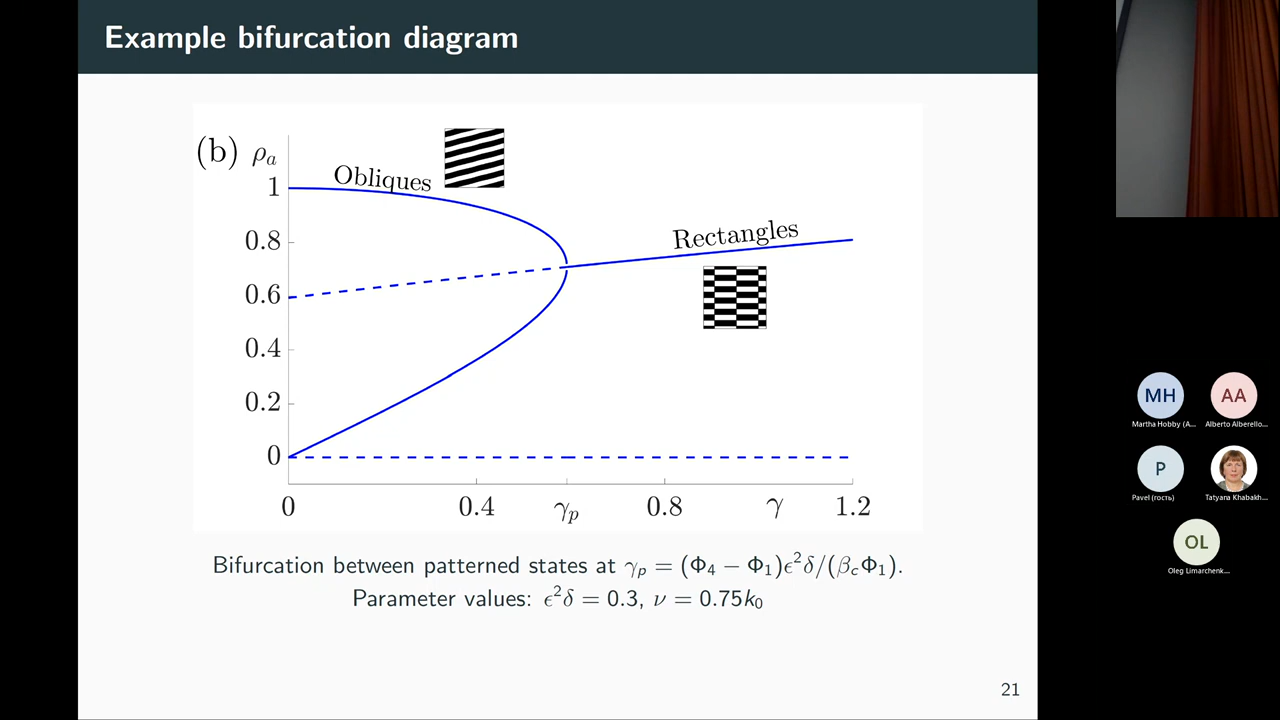 Example bifurcation diagram
(b) ρₐ
Obliques
1
0.8
0.6
0.4
0.2
0
Rectangles
0 0.4 γₚ 0.8 γ 1.2
Bifurcation between patterned states at γₚ = (Φ₄ − Φ₁)ϵ²δ/(β_cΦ₁).
Parameter values: ϵ²δ = 0.3, ν = 0.75k₀
21
MH
Martha Hobby (A...
AA
Alberto Alberello...
P
Pavel (гость)
Tatyana Khabakh...
OL
Oleg Limarchenk...